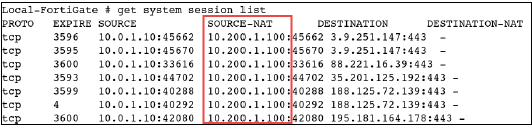 Local-FortiGate # get system session list
PROTO EXPIRE SOURCE SOURCE-NAT DESTINATION DESTINATION-NAT
tcp 3596 10.0.1.10:45662 10.200.1.100:45662 3.9.251.147:443 -
tcp 3595 10.0.1.10:45670 10.200.1.100:45670 3.9.251.147:443 -
tcp 3600 10.0.1.10:33616 10.200.1.100:33616 88.221.16.39:443 -
tcp 3593 10.0.1.10:44702 10.200.1.100:44702 35.201.125.192:443 -
tcp 3599 10.0.1.10:40288 10.200.1.100:40288 188.125.72.139:443 -
tcp 4 10.0.1.10:40292 10.200.1.100:40292 188.125.72.139:443 -
tcp 3600 10.0.1.10:42080 10.200.1.100:42080 195.181.164.178:443 -